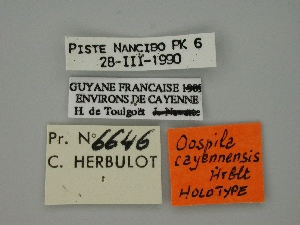 PISTE NANCIBO PK 6
28-III-1990
GUYANE FRANCAISE
ENVIRONS DE CAYENNE
H. de Toulgoët
Pr. N° 6646
C. HERBULOT
Oospila
cayennensis
Hrblt
HOLOTYPE